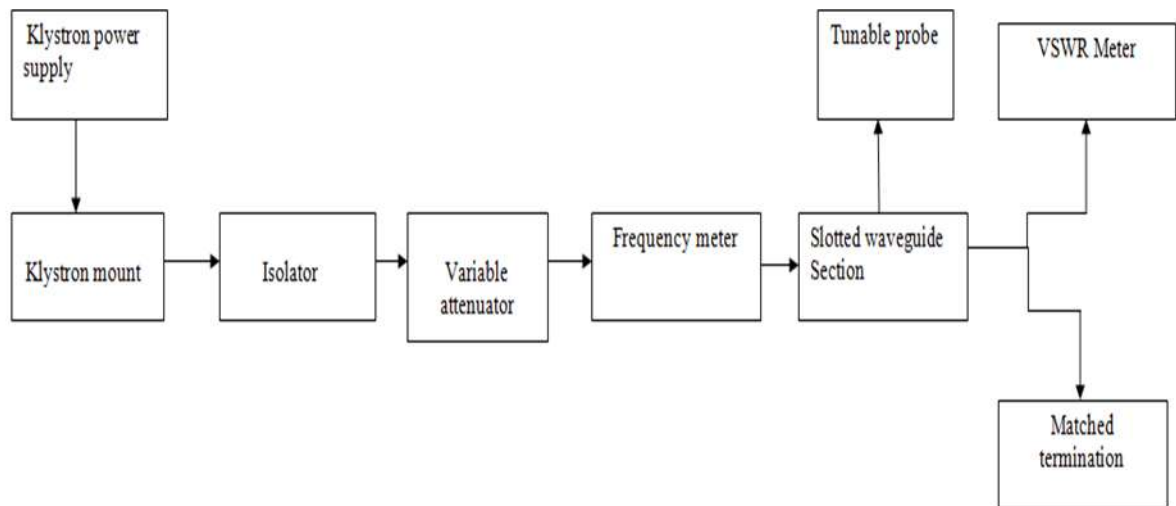 Klystron power
supply
Tunable probe
VSWR Meter
Klystron mount
Isolator
Variable
attenuator
Frequency meter
Slotted waveguide
Section
Matched
termination